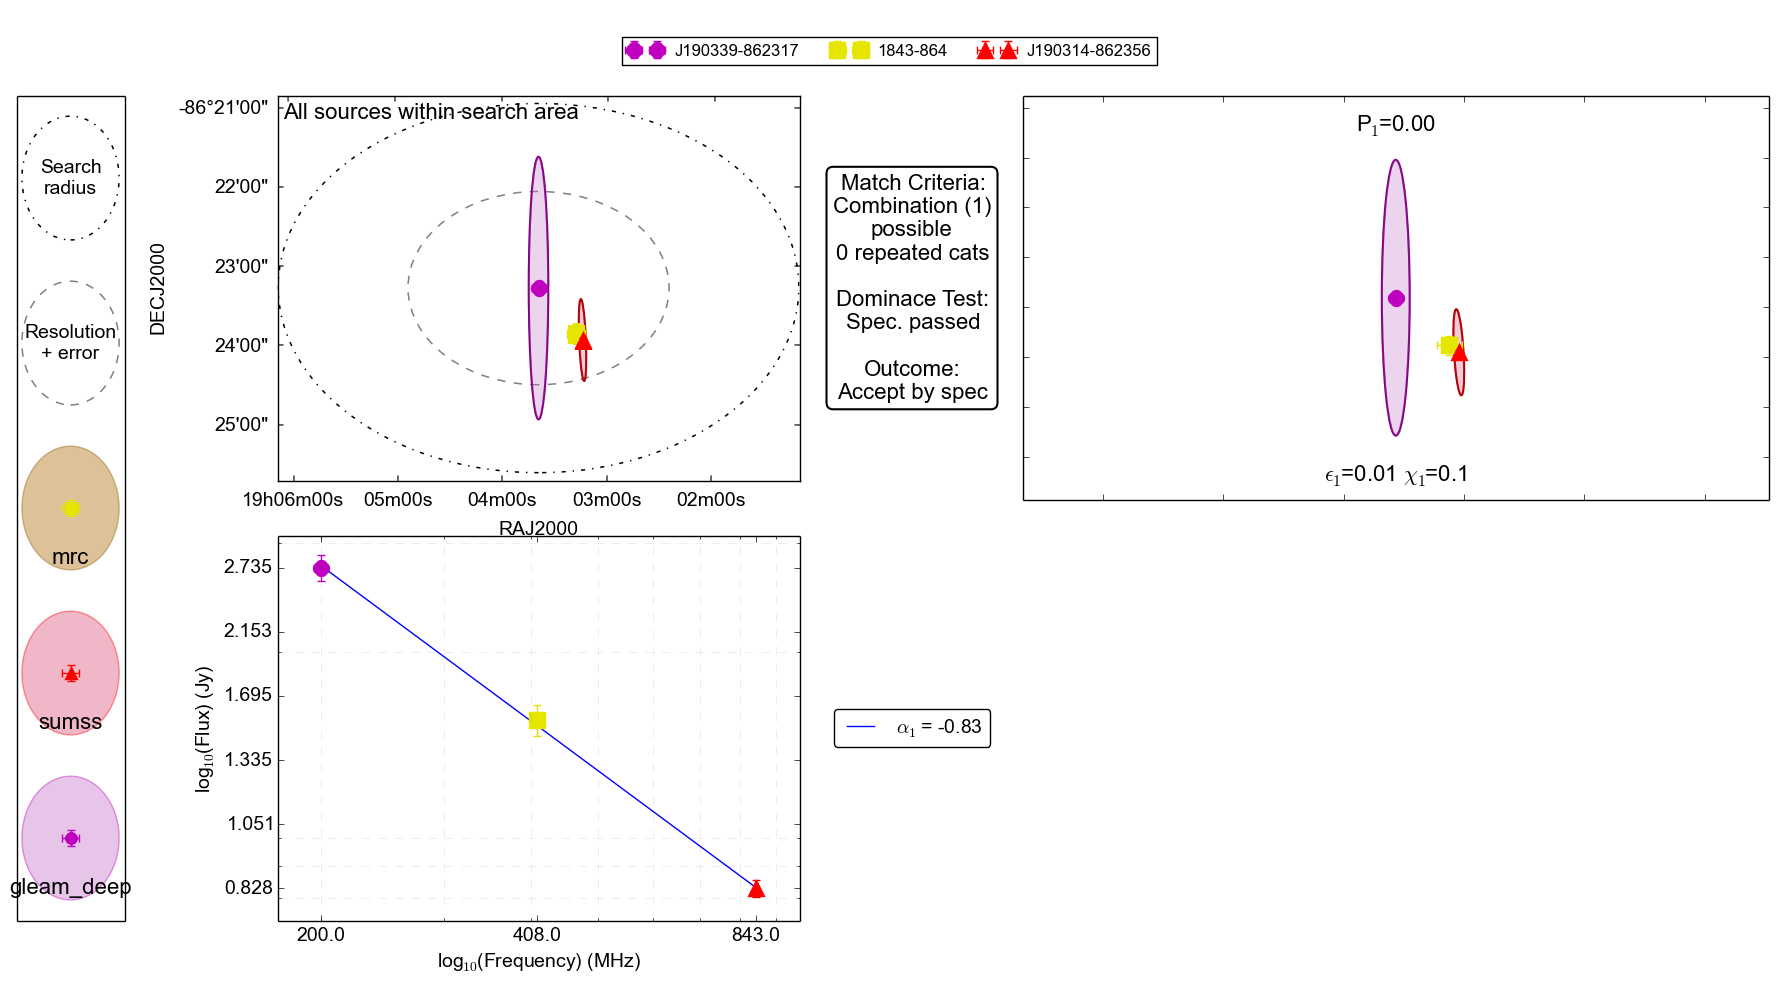 J190339-862317 1843-864 J190314-862356
Search
radius
Resolution
+ error
mrc
sumss
gleam_deep
All sources within search area
-86°21'00"
22'00"
23'00"
24'00"
25'00"
DECJ2000
19h06m00s 05m00s 04m00s 03m00s 02m00s
RAJ2000
Match Criteria:
Combination (1)
possible
0 repeated cats
Dominace Test:
Spec. passed
Outcome:
Accept by spec
P₁=0.00
ϵ₁=0.01 χ₁=0.1
2.735
2.153
1.695
1.335
1.051
0.828
log₁₀(Flux) (Jy)
200.0 408.0 843.0
log₁₀(Frequency) (MHz)
α₁ = -0.83